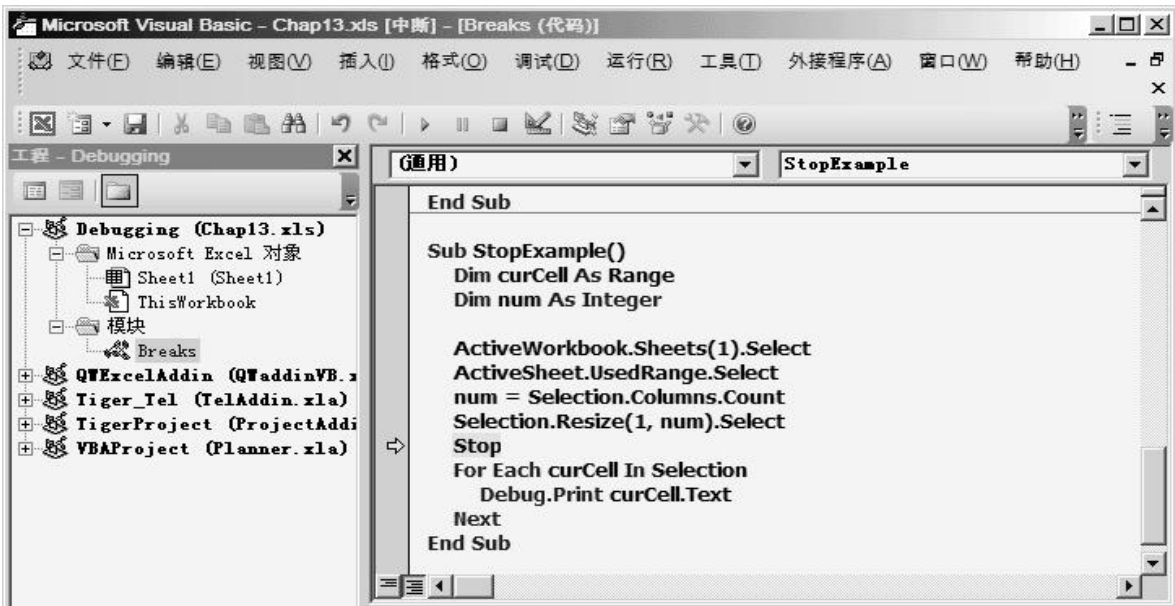 Microsoft Visual Basic - Chap13.xls [中断] - [Breaks (代码)]
文件(F) 编辑(E) 视图(V) 插入(I) 格式(O) 调试(D) 运行(R) 工具(T) 外接程序(A) 窗口(W) 帮助(H)
工程 - Debugging
Debugging (Chap13.xls)
Microsoft Excel 对象
Sheet1 (Sheet1)
ThisWorkbook
模块
Breaks
QWExcelAddin (QWaddinVB.x
Tiger_Tel (TelAddin.xla)
TigerProject (ProjectAddi
VBAProject (Planner.xla)
(通用)
StopExample
End Sub
Sub StopExample()
Dim curCell As Range
Dim num As Integer
ActiveWorkbook.Sheets(1).Select
ActiveSheet.UsedRange.Select
num = Selection.Columns.Count
Selection.Resize(1, num).Select
Stop
For Each curCell In Selection
Debug.Print curCell.Text
Next
End Sub